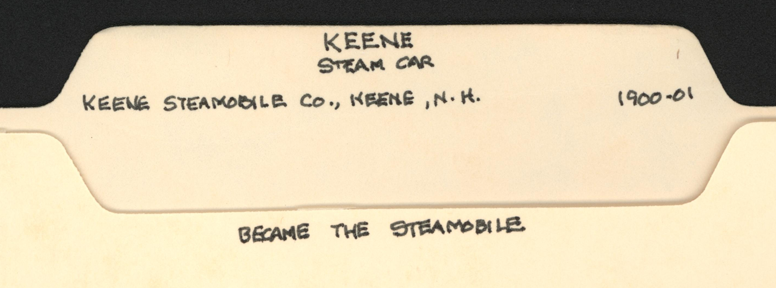 KEENE
STEAM CAR
KEENE STEAMOBILE CO., KEENE, N.H. 1900-01
BECAME THE STEAMOBILE